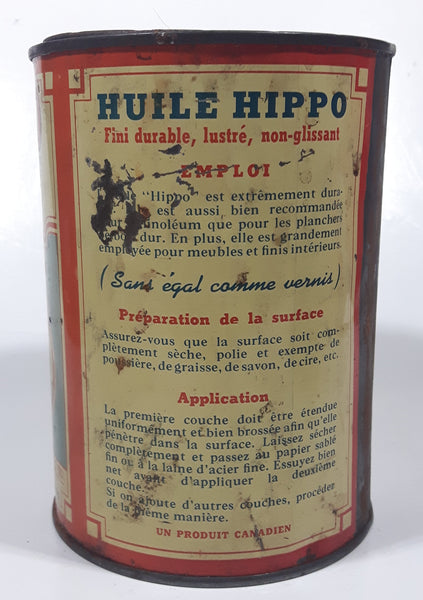 HUILE HIPPO
Fini durable, lustré, non-glissant
EMPLOI
"Hippo" est extrêmement dura-
est aussi bien recommandée
linoléum que pour les planchers
dur. En plus, elle est grandement
employée pour meubles et finis intérieurs.
(Sans égal comme vernis)
Préparation de la surface
Assurez-vous que la surface soit com-
plètement sèche, polie et exempte de
poussière, de graisse, de savon, de cire, etc.
Application
La première couche doit être étendue
uniformément et bien brossée afin qu'elle
pénètre dans la surface. Laissez sécher
complètement et passez au papier sablé
fin ou à la laine d'acier fine. Essuyez bien
net avant d'appliquer la deuxième
couche.
Si on ajoute d'autres couches, procéder
de la même manière.
UN PRODUIT CANADIEN